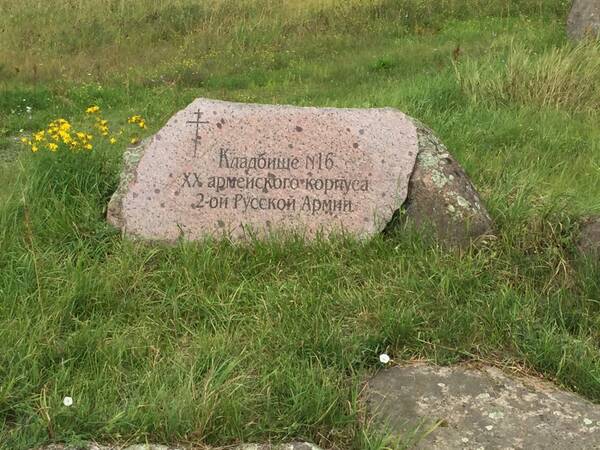 Кладбище №16
XX армейского корпуса
2-ой Русской Армии